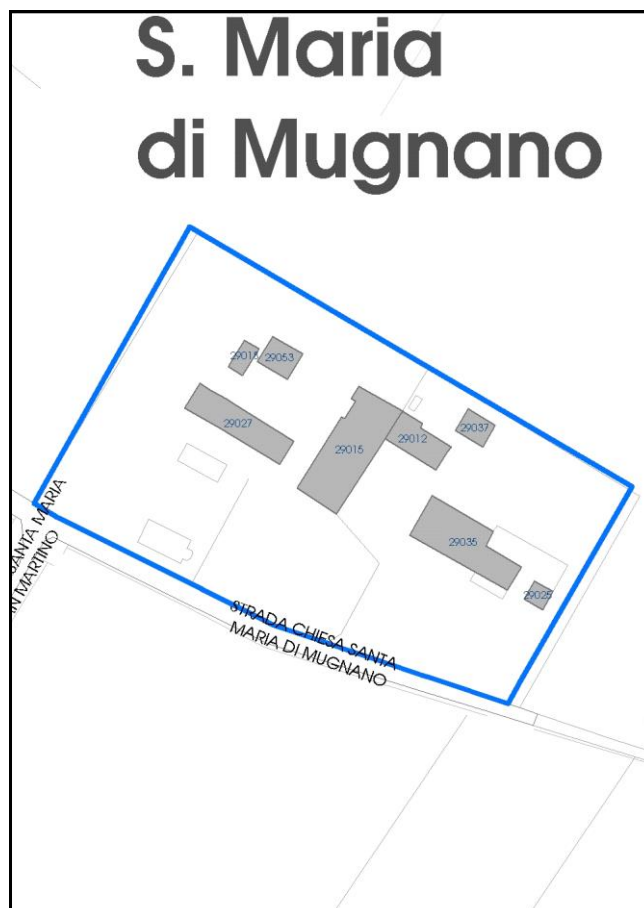 S. Maria
di Mugnano
29015
29053
29027
29015
29012
29037
29035
29025
SANTA MARIA
IN MARTINO
STRADA CHIESA SANTA
MARIA DI MUGNANO